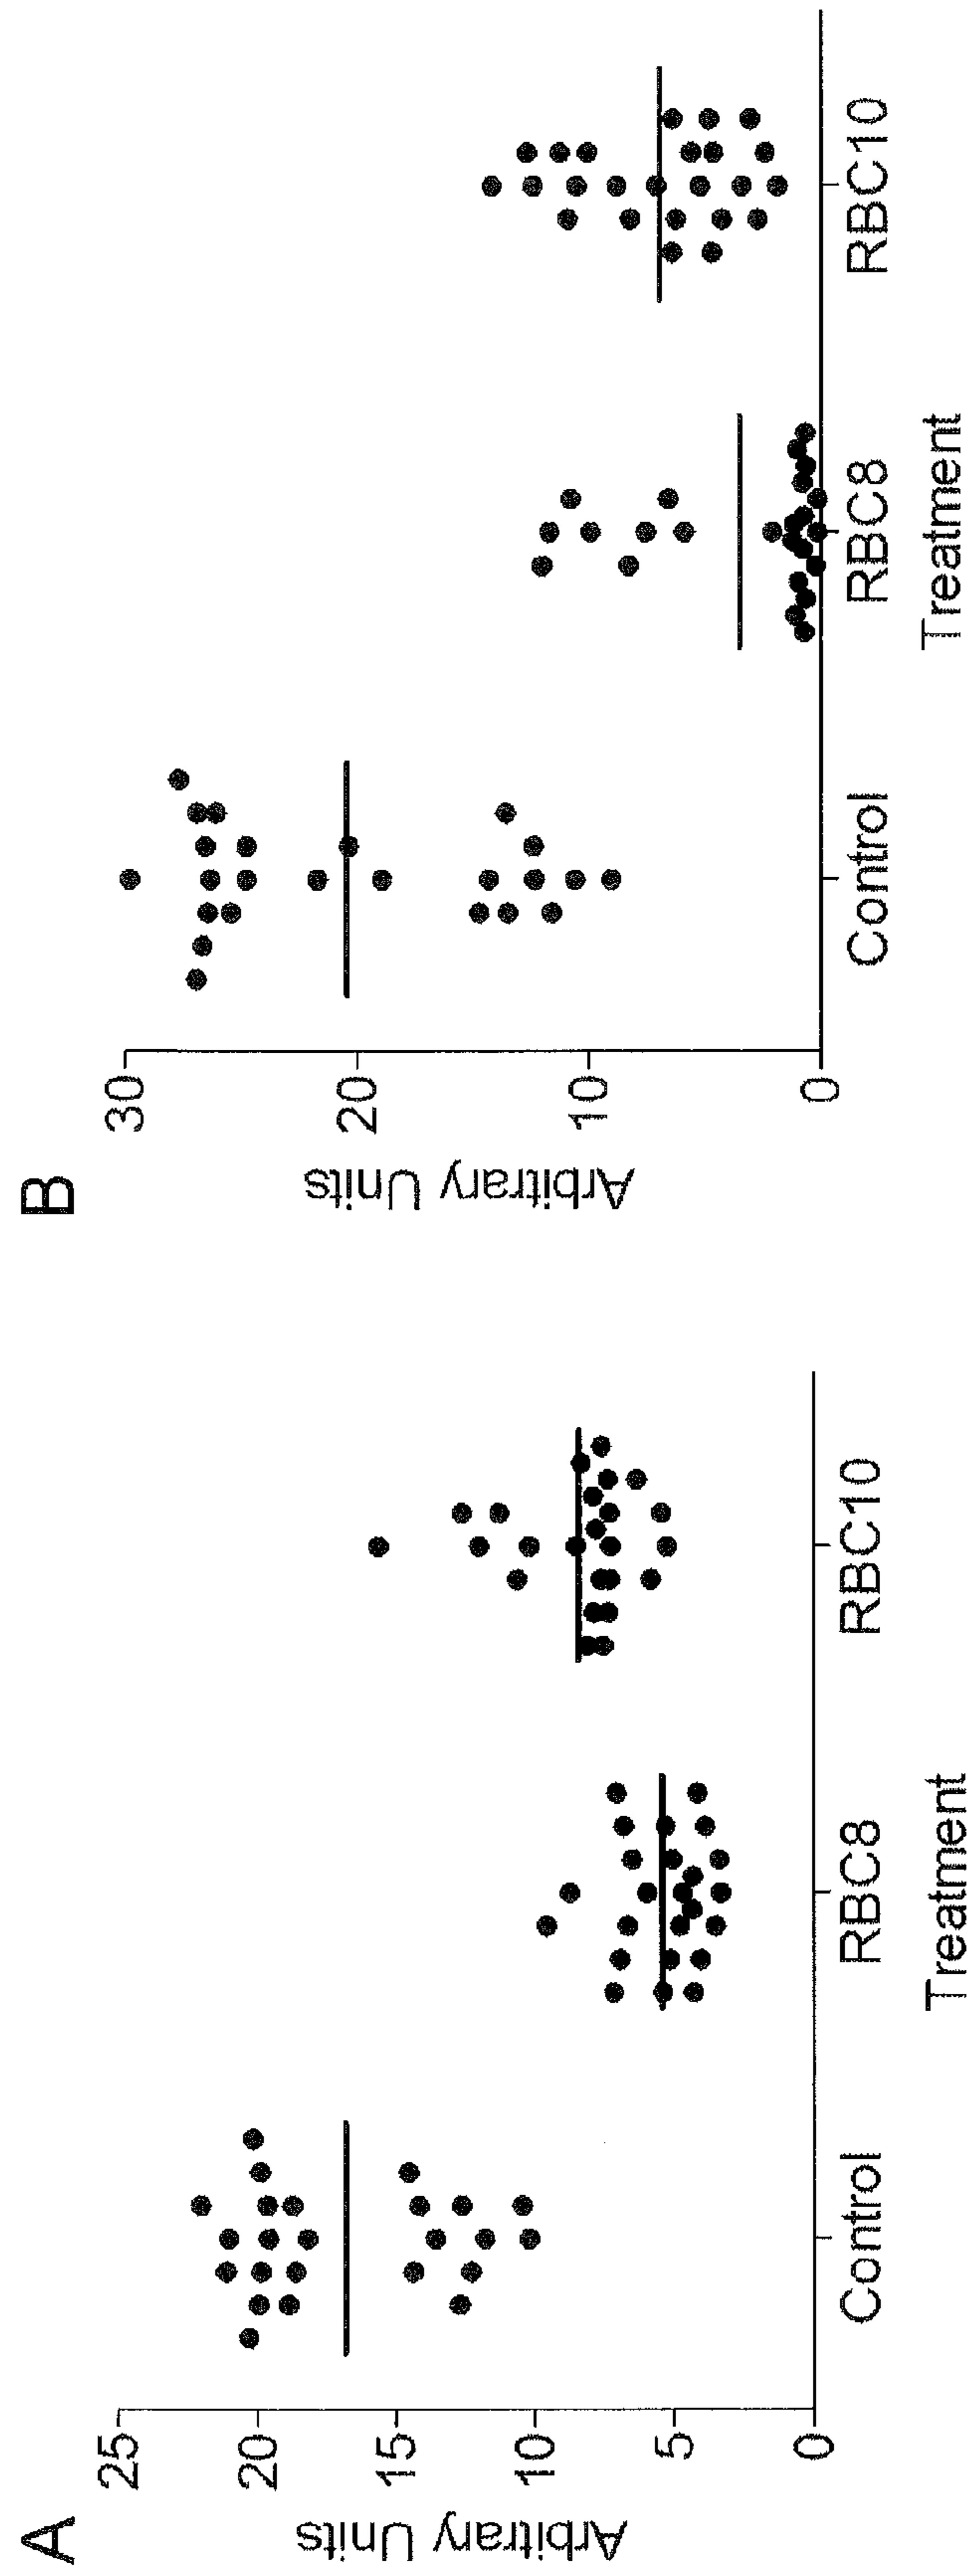 A
Arbitrary Units
25
20
15
10
5
0
Control
RBC8
RBC10
Treatment
B
Arbitrary Units
30
20
10
0
Control
RBC8
RBC10
Treatment